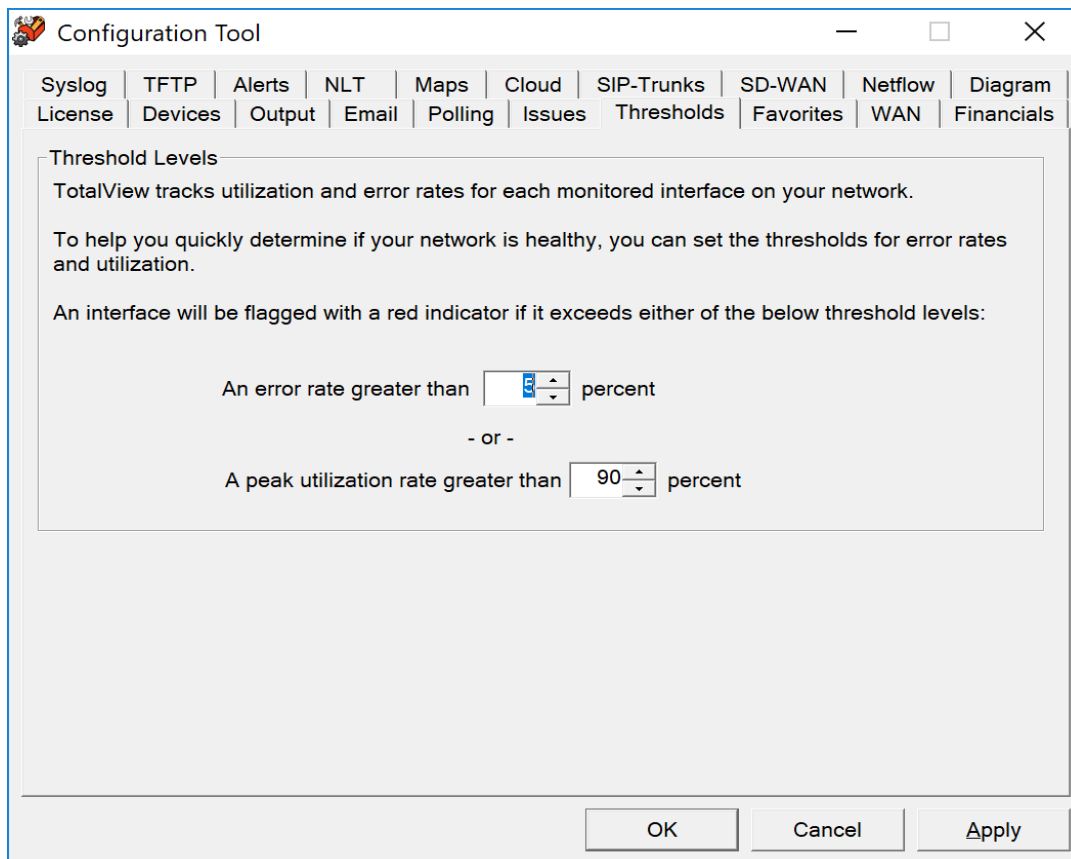 Configuration Tool
Syslog TFTP Alerts NLT Maps Cloud SIP-Trunks SD-WAN Netflow Diagram
License Devices Output Email Polling Issues Thresholds Favorites WAN Financials
Threshold Levels
TotalView tracks utilization and error rates for each monitored interface on your network.
To help you quickly determine if your network is healthy, you can set the thresholds for error rates
and utilization.
An interface will be flagged with a red indicator if it exceeds either of the below threshold levels:
An error rate greater than 5 percent
- or -
A peak utilization rate greater than 90 percent
OK Cancel Apply